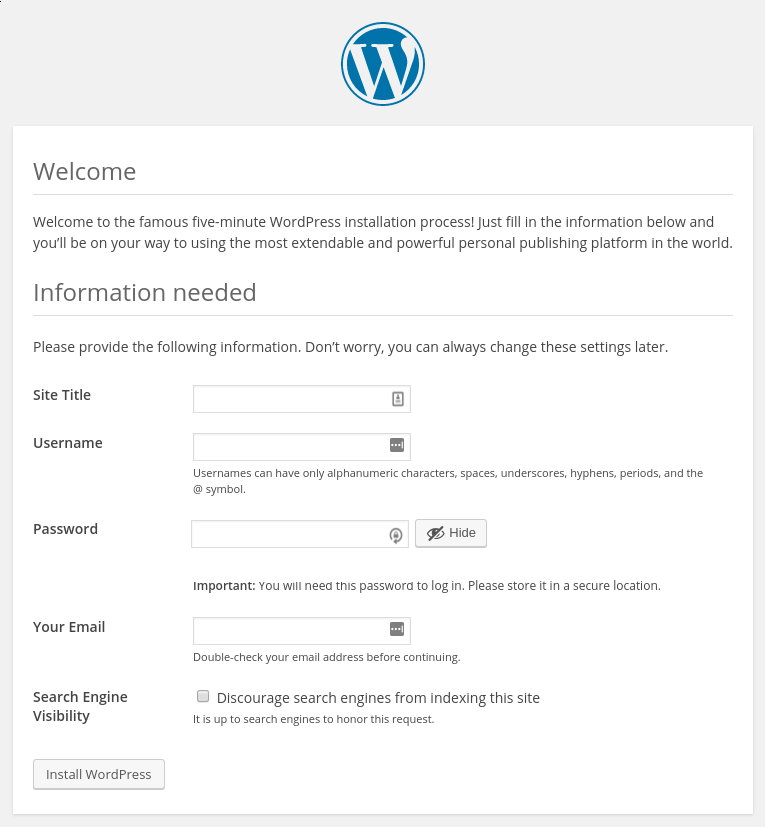 Welcome
Welcome to the famous five-minute WordPress installation process! Just fill in the information below and
you’ll be on your way to using the most extendable and powerful personal publishing platform in the world.
Information needed
Please provide the following information. Don’t worry, you can always change these settings later.
Site Title
Username
Usernames can have only alphanumeric characters, spaces, underscores, hyphens, periods, and the
@ symbol.
Password
Hide
Important: You will need this password to log in. Please store it in a secure location.
Your Email
Double-check your email address before continuing.
Search Engine
Visibility
Discourage search engines from indexing this site
It is up to search engines to honor this request.
Install WordPress